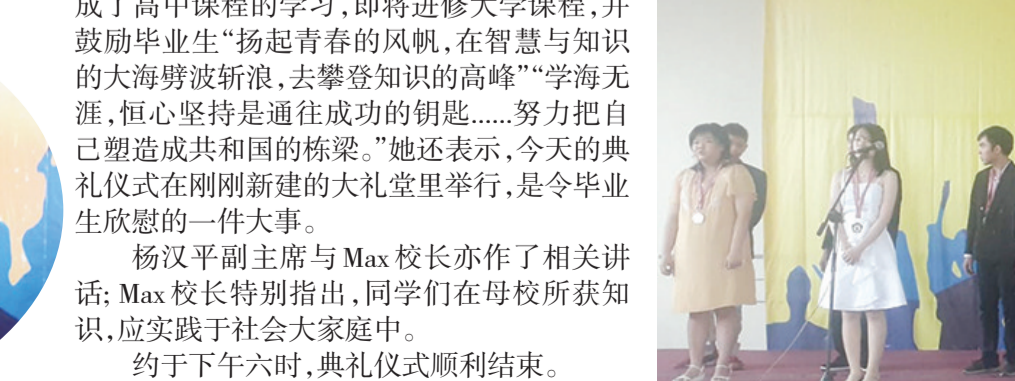 成了高中课程的学习,即将进修大学课程,并
鼓励毕业生“扬起青春的风帆,在智慧与知识
的大海劈波斩浪,去攀登知识的高峰”“学海无
涯,恒心坚持是通往成功的钥匙......努力把自
己塑造成共和国的栋梁。”她还表示,今天的典
礼仪式在刚刚新建的大礼堂里举行,是令毕业
生欣慰的一件大事。
杨汉平副主席与 Max 校长亦作了相关讲
话; Max 校长特别指出,同学们在母校所获知
识,应实践于社会大家庭中。
约于下午六时,典礼仪式顺利结束。